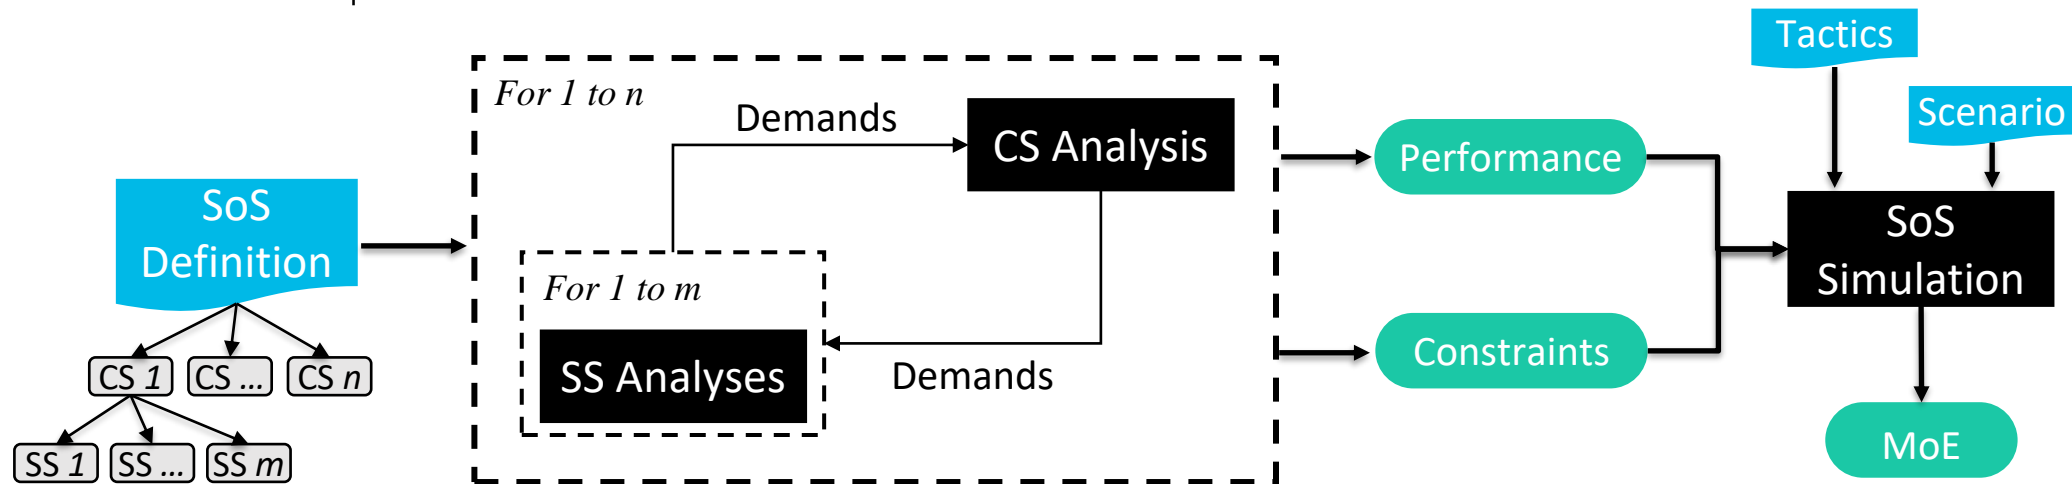 SoS
Definition
CS 1
CS ...
CS n
SS 1
SS ...
SS m
For 1 to n
Demands
CS Analysis
For 1 to m
SS Analyses
Demands
Performance
Constraints
Tactics
Scenario
SoS
Simulation
MoE